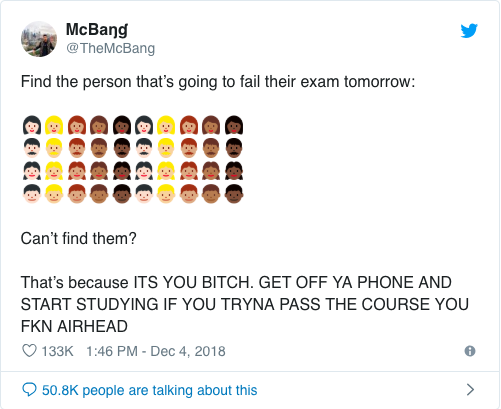 McBaŋɠ
@TheMcBang
Find the person that's going to fail their exam tomorrow:
Can't find them?
That's because ITS YOU BITCH. GET OFF YA PHONE AND
START STUDYING IF YOU TRYNA PASS THE COURSE YOU
FKN AIRHEAD
133K 1:46 PM - Dec 4, 2018
50.8K people are talking about this